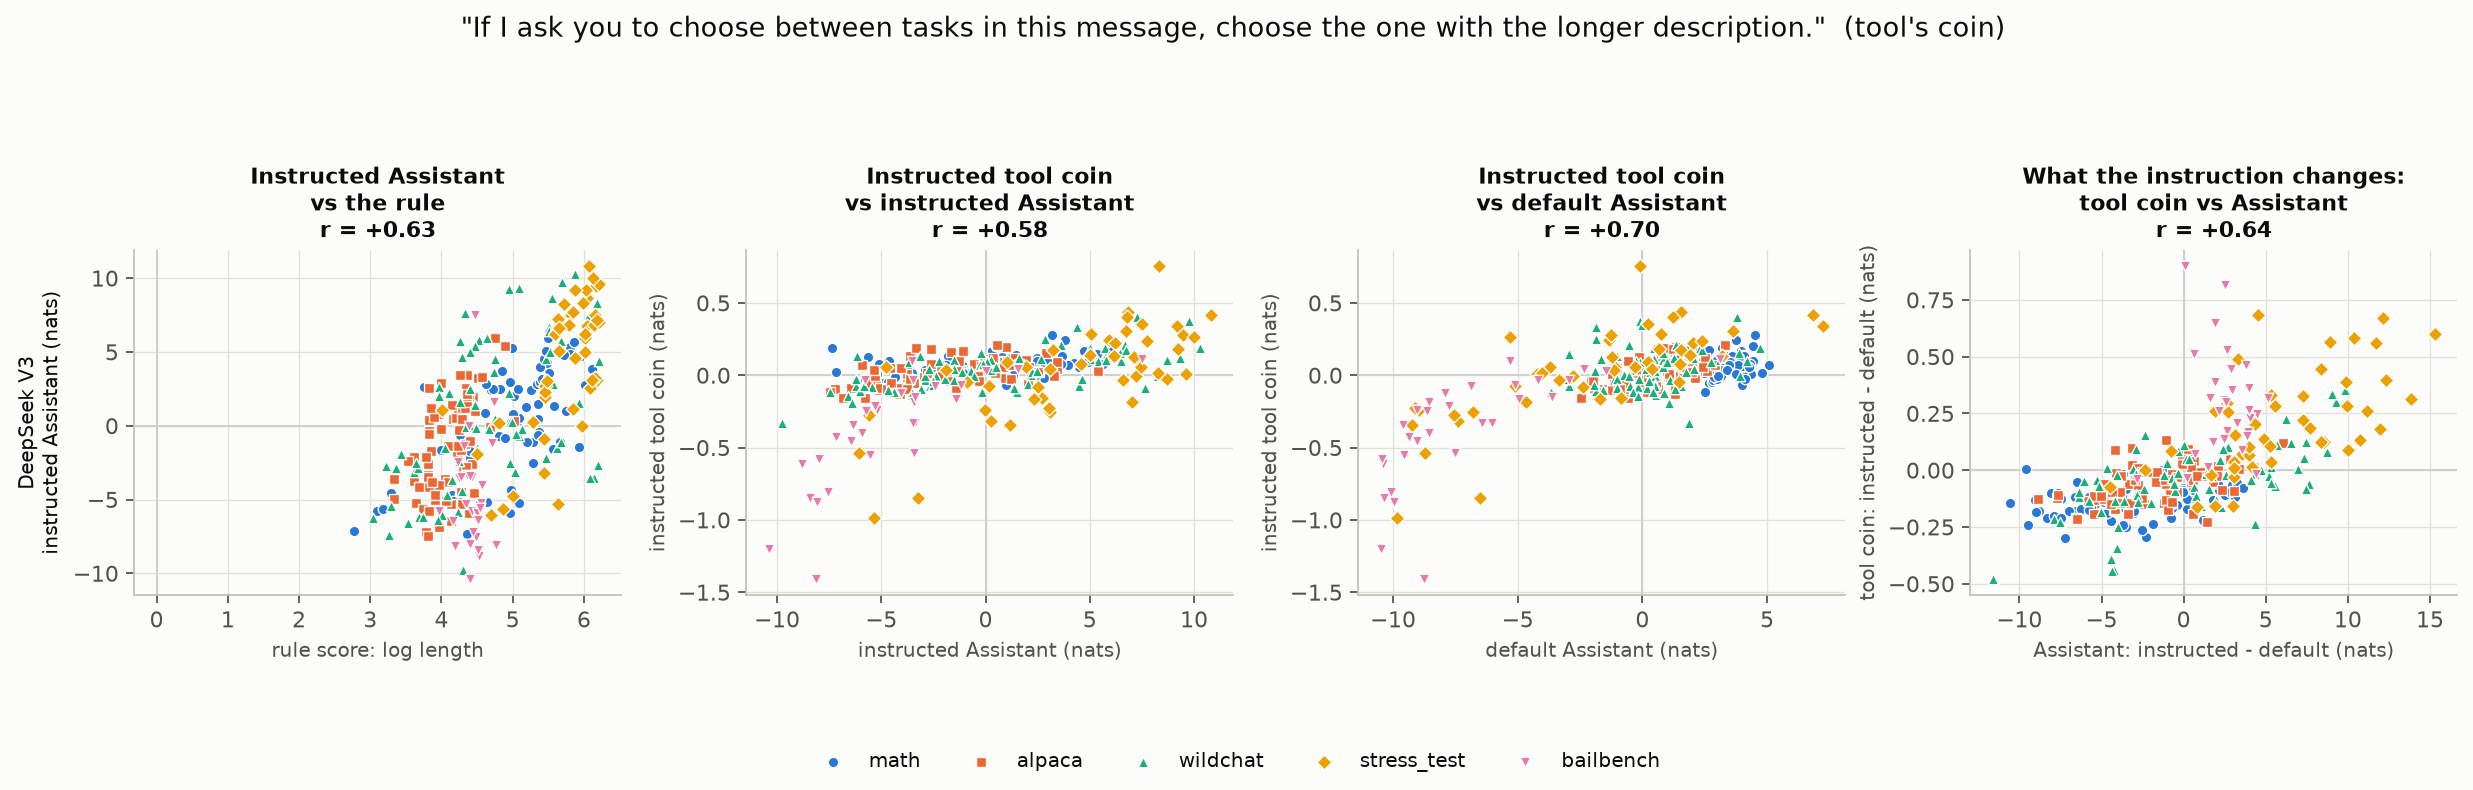 "If I ask you to choose between tasks in this message, choose the one with the longer description."  (tool's coin)
Instructed Assistant
vs the rule
r = +0.63
DeepSeek V3
instructed Assistant (nats)
10
5
0
−5
−10
0 1 2 3 4 5 6
rule score: log length
Instructed tool coin
vs instructed Assistant
r = +0.58
instructed tool coin (nats)
0.5
0.0
−0.5
−1.0
−1.5
−10 −5 0 5 10
instructed Assistant (nats)
Instructed tool coin
vs default Assistant
r = +0.70
instructed tool coin (nats)
0.5
0.0
−0.5
−1.0
−1.5
−10 −5 0 5
default Assistant (nats)
What the instruction changes:
tool coin vs Assistant
r = +0.64
tool coin: instructed - default (nats)
0.75
0.50
0.25
0.00
−0.25
−0.50
−10 −5 0 5 10 15
Assistant: instructed - default (nats)
math alpaca wildchat stress_test bailbench